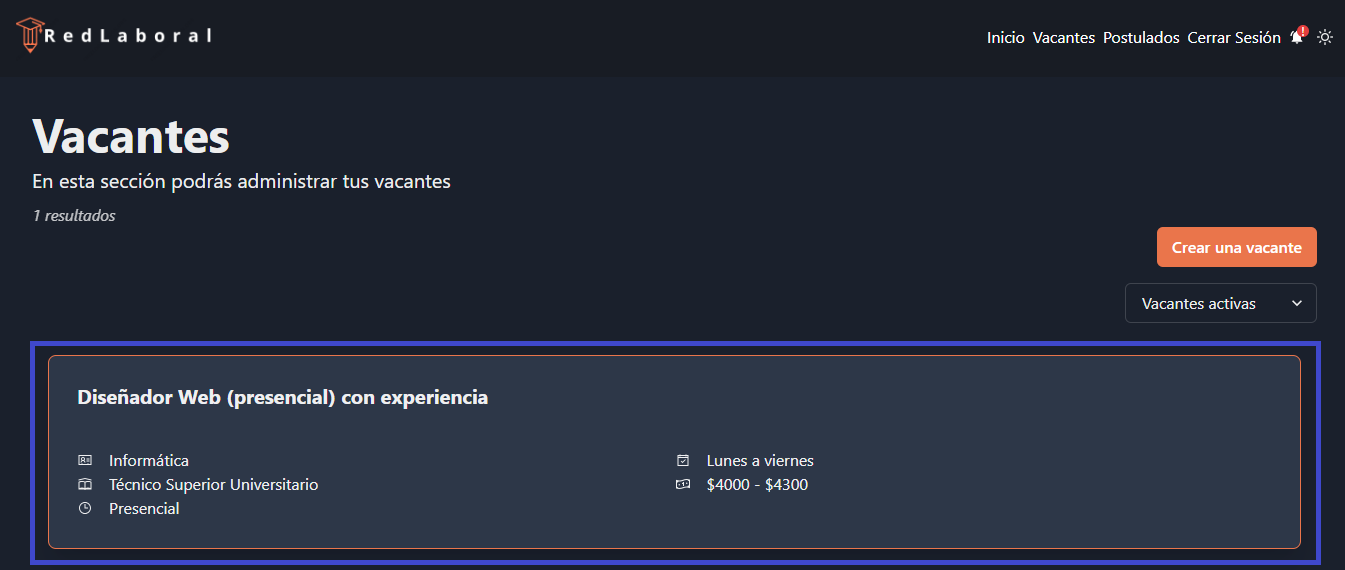 RedLaboral
Inicio Vacantes Postulados Cerrar Sesión
Vacantes
En esta sección podrás administrar tus vacantes
1 resultados
Crear una vacante
Vacantes activas
Diseñador Web (presencial) con experiencia
Informática
Técnico Superior Universitario
Presencial
Lunes a viernes
$4000 - $4300